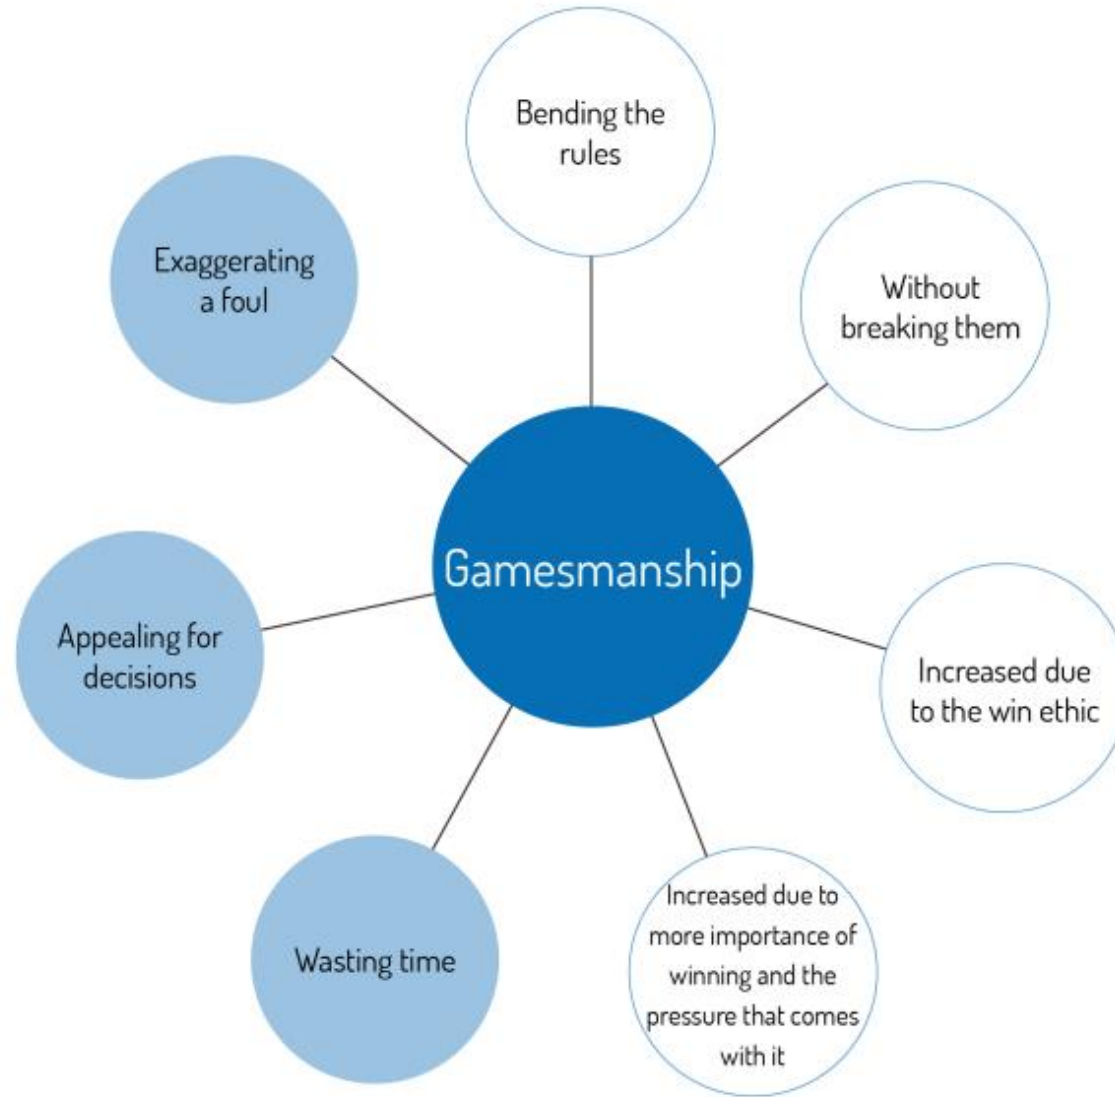 Bending the
rules
Without
breaking them
Exaggerating
a foul
Gamesmanship
Appealing for
decisions
Increased due
to the win ethic
Wasting time
Increased due to
more importance of
winning and the
pressure that comes
with it